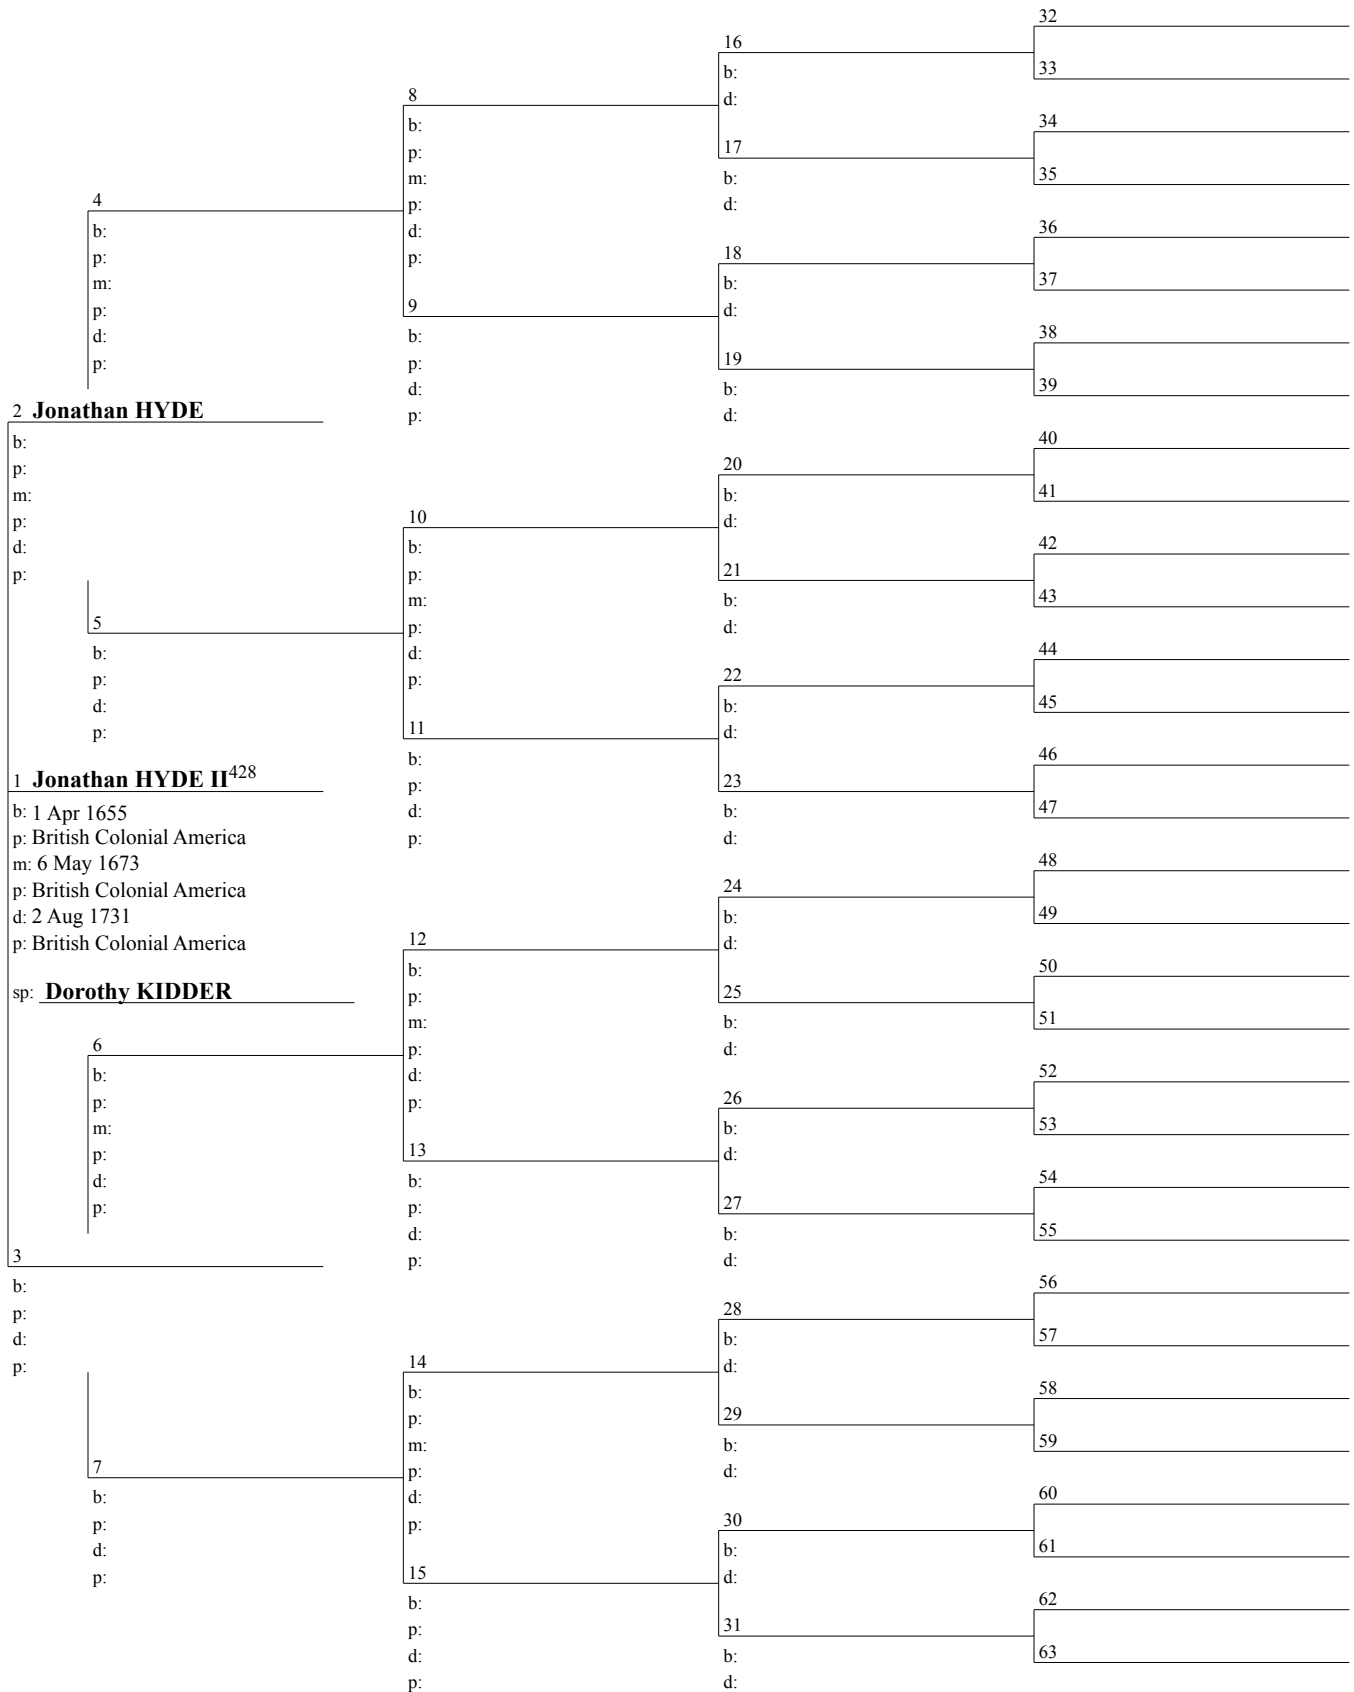 32
16
b:
33
d:
8
b:
34
p:
17
m:
35
b:
4
p:
d:
b:
d:
36
p:
p:
18
m:
b:
37
p:
9
d:
d:
b:
38
p:
p:
19
d:
b:
39
2 Jonathan HYDE
p:
d:
b:
40
p:
20
m:
b:
41
p:
10
d:
d:
b:
42
p:
p:
21
m:
b:
43
5
p:
d:
b:
d:
44
p:
p:
22
d:
b:
45
p:
11
d:
b:
46
1 Jonathan HYDE II428
p:
23
b: 1 Apr 1655
d:
b:
47
p: British Colonial America
p:
d:
m: 6 May 1673
48
p: British Colonial America
24
d: 2 Aug 1731
b:
49
p: British Colonial America
12
d:
b:
50
sp: Dorothy KIDDER
p:
25
m:
b:
51
6
p:
d:
b:
d:
52
p:
p:
26
m:
b:
53
p:
13
d:
d:
b:
54
p:
p:
27
d:
b:
55
3
p:
d:
b:
56
p:
28
d:
b:
57
p:
14
d:
b:
58
p:
29
m:
b:
59
7
p:
d:
b:
d:
60
p:
p:
30
d:
b:
61
p:
15
d:
b:
62
p:
31
d:
b:
63
p:
d: